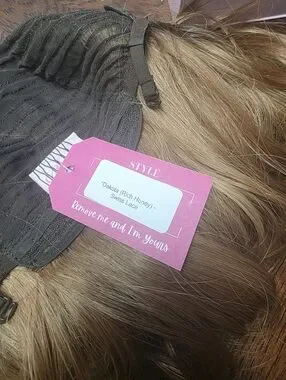 STYLE
"Dakota (Rich Honey) -
Swiss Lace
Remove me and I'm Yours